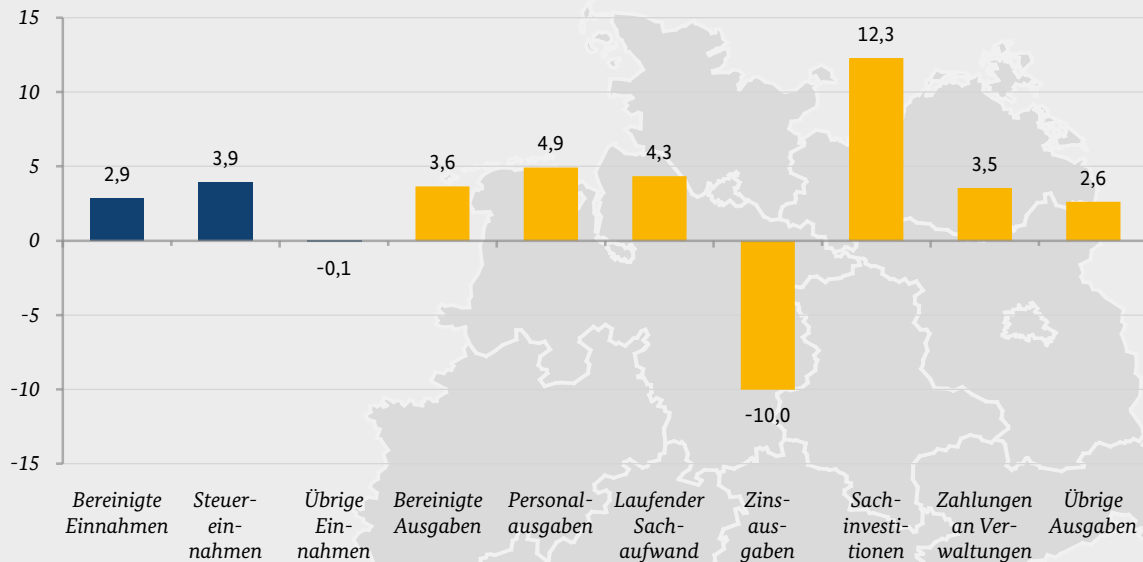 15
10
5
0
-5
-10
-15
2,9
3,9
-0,1
3,6
4,9
4,3
-10,0
12,3
3,5
2,6
Bereinigte
Einnahmen
Steuer-
ein-
nahmen
Übrige
Ein-
nahmen
Bereinigte
Ausgaben
Personal-
ausgaben
Laufender
Sach-
aufwand
Zins-
aus-
gaben
Sach-
investi-
tionen
Zahlungen
an Ver-
waltungen
Übrige
Ausgaben